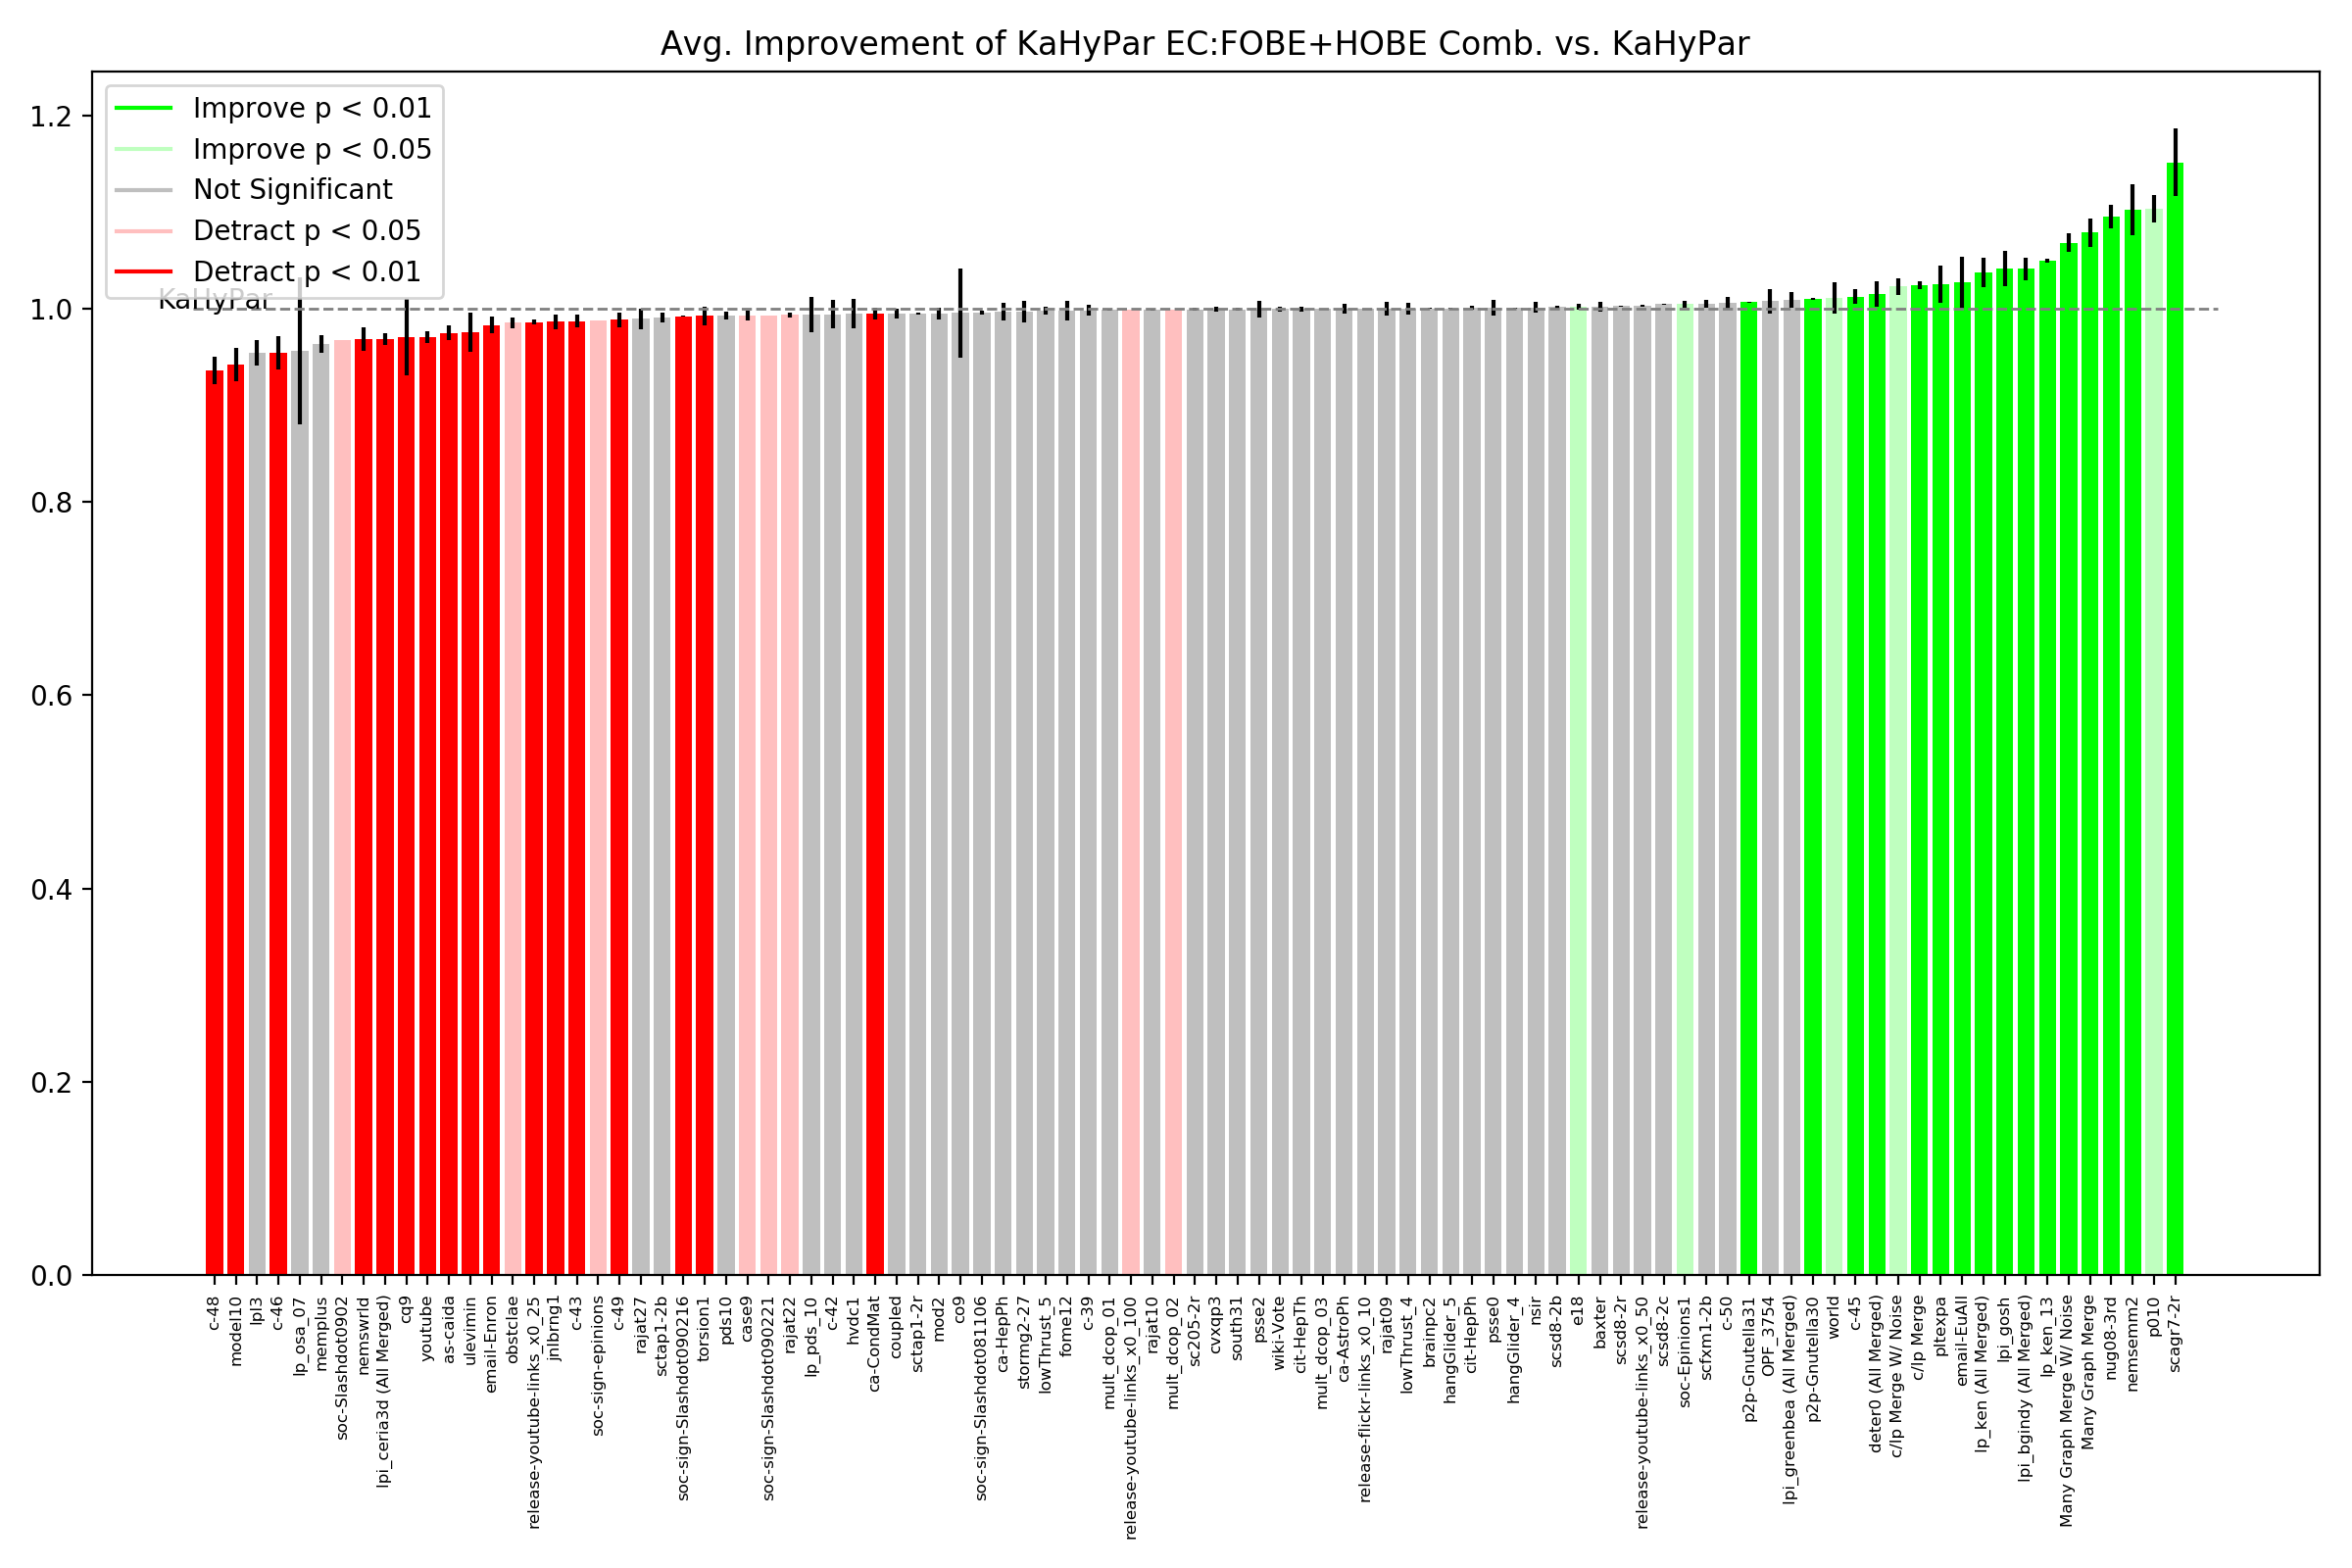 Avg. Improvement of KaHyPar EC:FOBE+HOBE Comb. vs. KaHyPar
Improve p < 0.01
Improve p < 0.05
Not Significant
Detract p < 0.05
Detract p < 0.01
KaHyPar
1.2
1.0
0.8
0.6
0.4
0.2
0.0
c-48
model10
lpl3
c-46
lp_osa_07
memplus
soc-Slashdot0902
nemswrld
lpi_ceria3d (All Merged)
cq9
youtube
as-caida
ulevimin
email-Enron
obstclae
release-youtube-links_x0_25
jnlbrng1
c-43
soc-sign-epinions
c-49
rajat27
sctap1-2b
soc-sign-Slashdot090216
torsion1
pds10
case9
soc-sign-Slashdot090221
rajat22
lp_pds_10
c-42
hvdc1
ca-CondMat
coupled
sctap1-2r
mod2
co9
soc-sign-Slashdot081106
ca-HepPh
stormg2-27
lowThrust_5
fome12
c-39
mult_dcop_01
release-youtube-links_x0_100
rajat10
mult_dcop_02
sc205-2r
cvxqp3
south31
psse2
wiki-Vote
cit-HepTh
mult_dcop_03
ca-AstroPh
release-flickr-links_x0_10
rajat09
lowThrust_4
brainpc2
hangGlider_5
cit-HepPh
psse0
hangGlider_4
nsir
scsd8-2b
e18
baxter
scsd8-2r
release-youtube-links_x0_50
scsd8-2c
soc-Epinions1
scfxm1-2b
c-50
p2p-Gnutella31
OPF_3754
lpi_greenbea (All Merged)
p2p-Gnutella30
world
c-45
deter0 (All Merged)
c/lp Merge W/ Noise
c/lp Merge
pltexpa
email-EuAll
lp_ken (All Merged)
lpi_gosh
lpi_bgindy (All Merged)
lp_ken_13
Many Graph Merge W/ Noise
Many Graph Merge
nug08-3rd
nemsemm2
p010
scagr7-2r